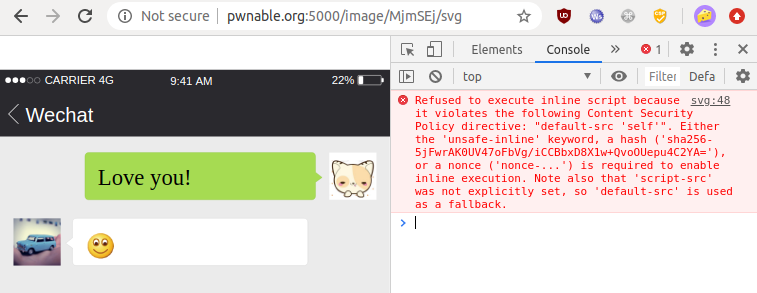 Not secure | pwnable.org:5000/image/MjmSEj/svg
Elements Console » 1
top Filter Defa
CARRIER 4G 9:41 AM 22%
Wechat
Love you!
Refused to execute inline script because svg:48
it violates the following Content Security
Policy directive: "default-src 'self'". Either
the 'unsafe-inline' keyword, a hash ('sha256-
5jFwrAK0UV47oFbVg/iCCBbxD8X1w+QvoOUepu4C2YA='),
or a nonce ('nonce-...') is required to enable
inline execution. Note also that 'script-src'
was not explicitly set, so 'default-src' is used
as a fallback.